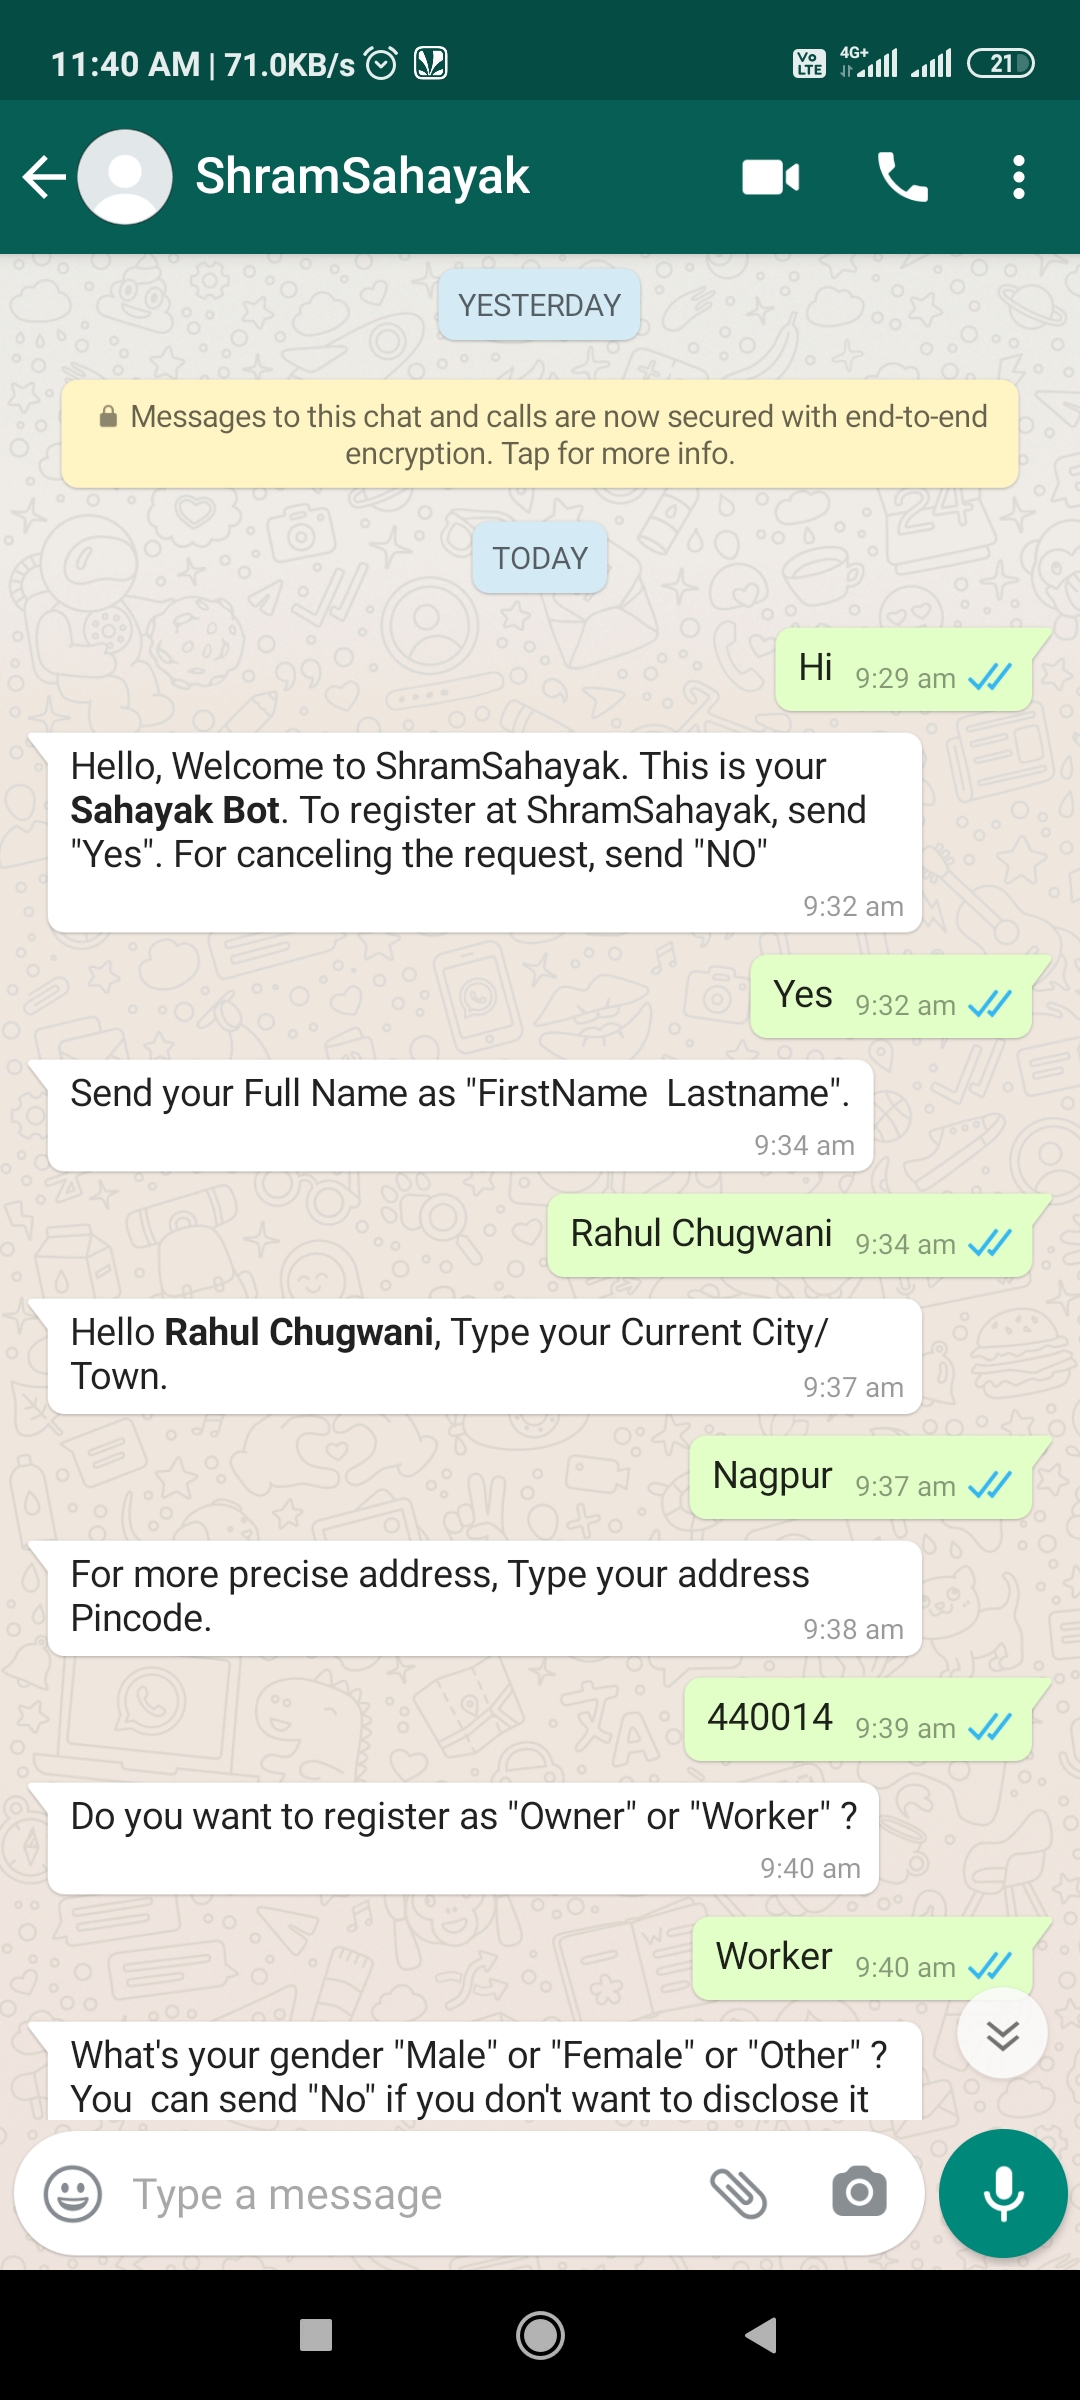 11:40 AM | 71.0KB/s
Vo LTE 4G+ 21
ShramSahayak
YESTERDAY
Messages to this chat and calls are now secured with end-to-end
encryption. Tap for more info.
TODAY
Hi 9:29 am
Hello, Welcome to ShramSahayak. This is your
Sahayak Bot. To register at ShramSahayak, send
"Yes". For canceling the request, send "NO"
9:32 am
Yes 9:32 am
Send your Full Name as "FirstName  Lastname".
9:34 am
Rahul Chugwani 9:34 am
Hello Rahul Chugwani, Type your Current City/
Town.
9:37 am
Nagpur 9:37 am
For more precise address, Type your address
Pincode.
9:38 am
440014 9:39 am
Do you want to register as "Owner" or "Worker" ?
9:40 am
Worker 9:40 am
What's your gender "Male" or "Female" or "Other" ?
You  can send "No" if you don't want to disclose it
Type a message